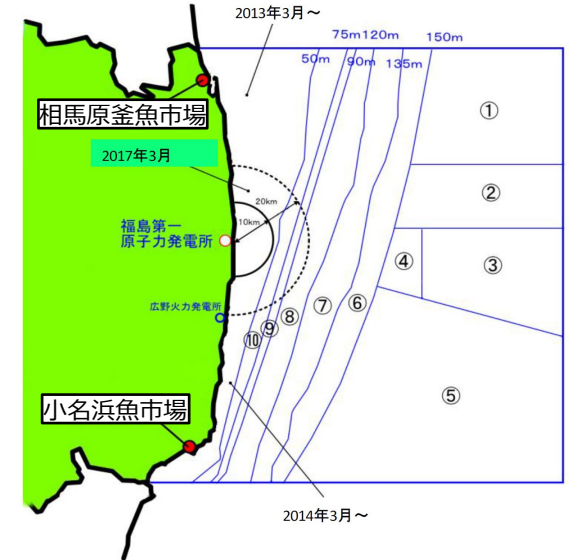 2013年3月～
75m
120m
150m
50m
90m
135m
相馬原釜魚市場
①
2017年3月
②
20km
10km
福島第一
原子力発電所
④
③
広野火力発電所
⑦
⑥
⑧
⑨
⑩
⑤
小名浜魚市場
2014年3月～